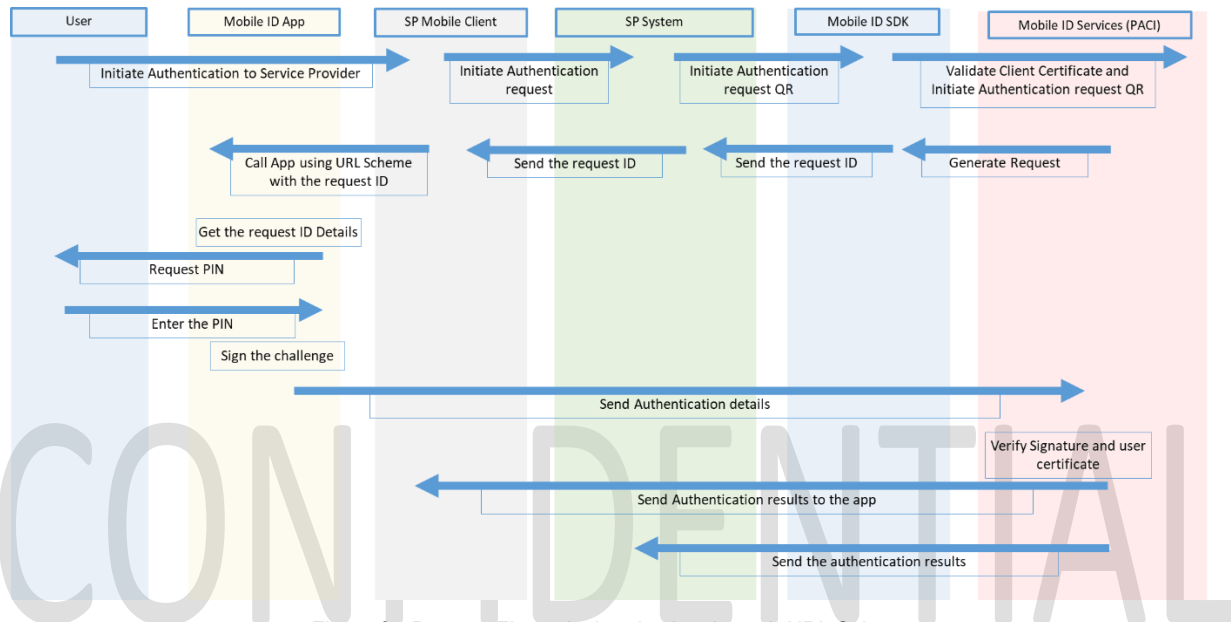 User
Mobile ID App
SP Mobile Client
SP System
Mobile ID SDK
Mobile ID Services (PACI)
Initiate Authentication to Service Provider
Initiate Authentication
request
Initiate Authentication
request QR
Validate Client Certificate and
Initiate Authentication request QR
Call App using URL Scheme
with the request ID
Send the request ID
Send the request ID
Generate Request
Get the request ID Details
Request PIN
Enter the PIN
Sign the challenge
Send Authentication details
Verify Signature and user
certificate
Send Authentication results to the app
Send the authentication results
CONFIDENTIAL